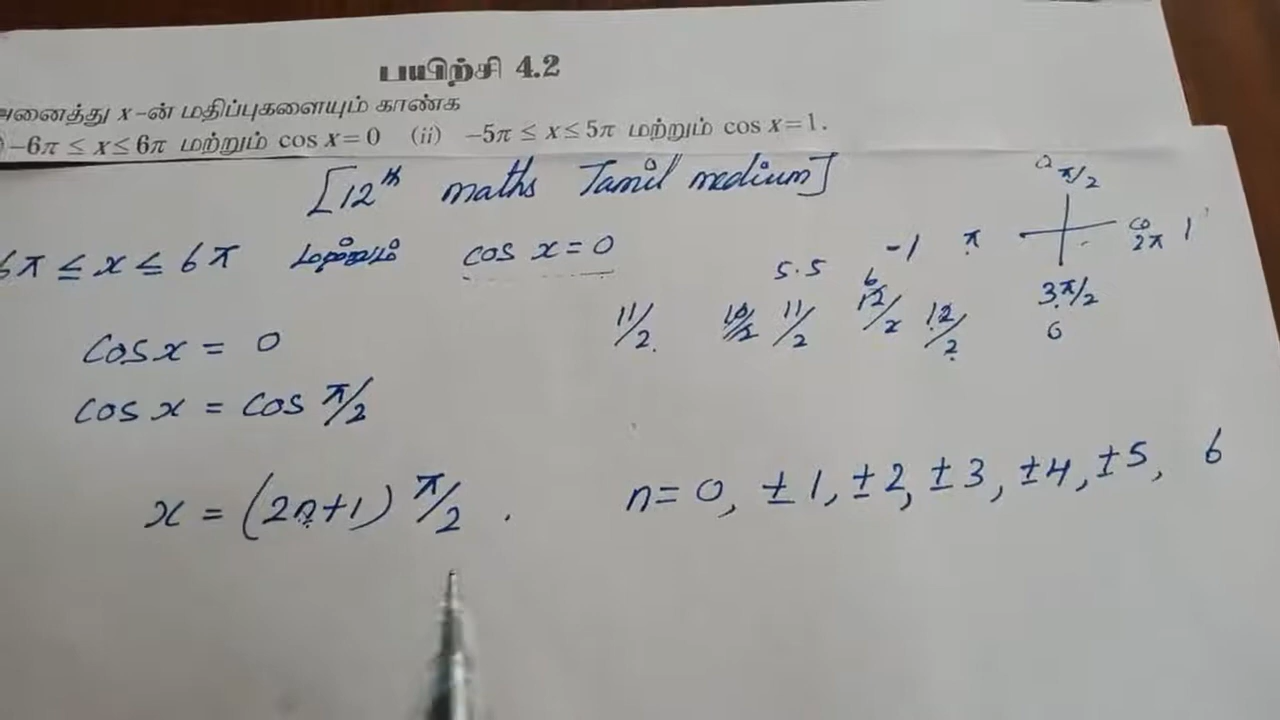 பயிற்சி 4.2
அனைத்து x-ன் மதிப்புகளையும் காண்க
) -6π ≤ x ≤ 6π மற்றும் cos x=0 (ii) -5π ≤ x ≤ 5π மற்றும் cos x=1.
[12th maths Tamil medium]
6π ≤ x ≤ 6π மற்றும் cos x = 0
π/2
-1 π
2π 1
3π/2
0
5.5
11/2 11/2 12/2 12/2
6
cos x = 0
cos x = cos π/2
x = (2n+1) π/2 .
n = 0, ±1, ±2, ±3, ±4, ±5, 6